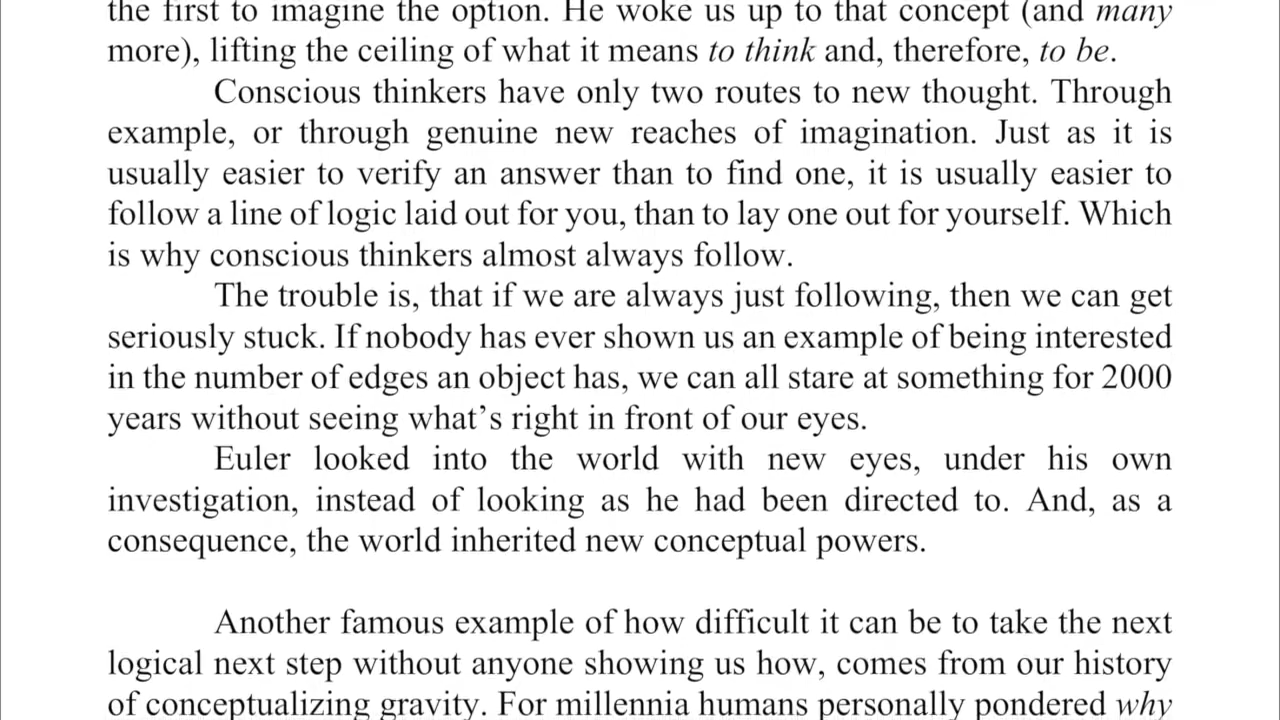 the first to imagine the option. He woke us up to that concept (and many
more), lifting the ceiling of what it means to think and, therefore, to be.
Conscious thinkers have only two routes to new thought. Through
example, or through genuine new reaches of imagination. Just as it is
usually easier to verify an answer than to find one, it is usually easier to
follow a line of logic laid out for you, than to lay one out for yourself. Which
is why conscious thinkers almost always follow.
The trouble is, that if we are always just following, then we can get
seriously stuck. If nobody has ever shown us an example of being interested
in the number of edges an object has, we can all stare at something for 2000
years without seeing what’s right in front of our eyes.
Euler looked into the world with new eyes, under his own
investigation, instead of looking as he had been directed to. And, as a
consequence, the world inherited new conceptual powers.
Another famous example of how difficult it can be to take the next
logical next step without anyone showing us how, comes from our history
of conceptualizing gravity. For millennia humans personally pondered why